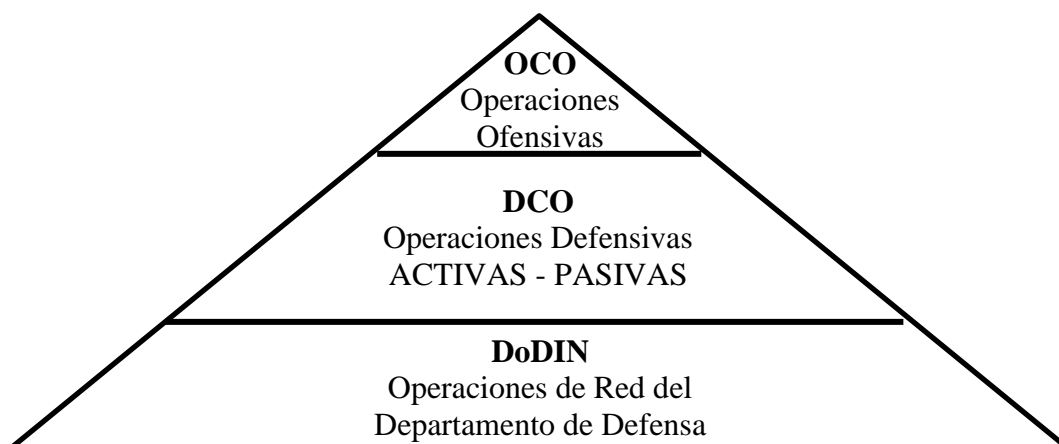 OCO
Operaciones
Ofensivas
DCO
Operaciones Defensivas
ACTIVAS - PASIVAS
DoDIN
Operaciones de Red del
Departamento de Defensa